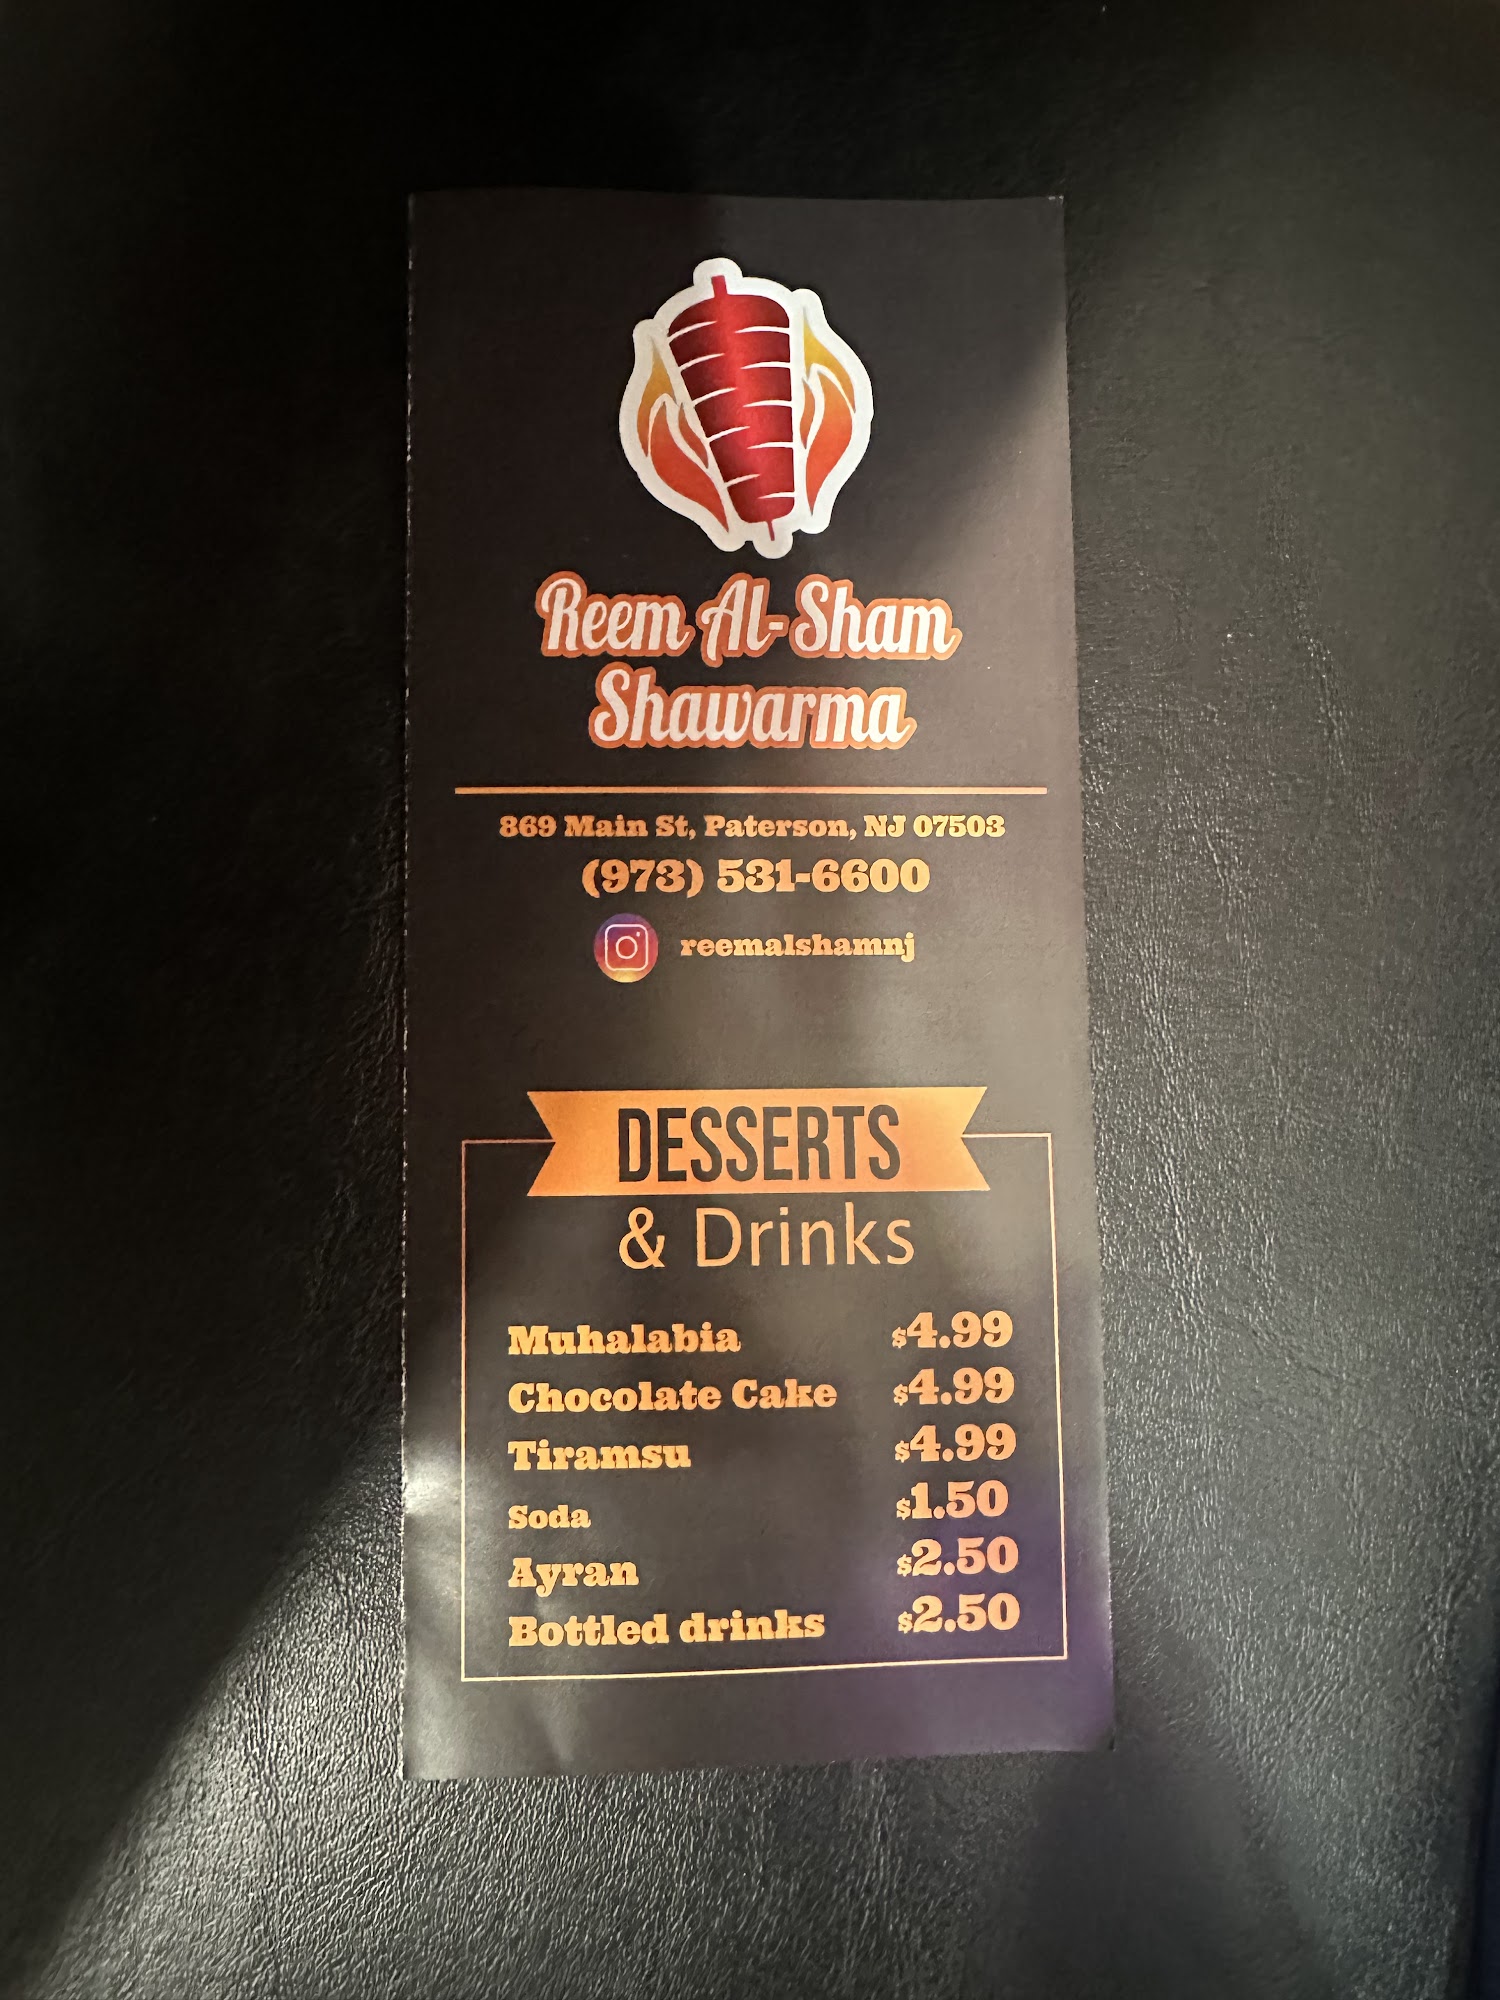 Reem Al-Sham
Shawarma
869 Main St, Paterson, NJ 07503
(973) 531-6600
reemalshamnj
DESSERTS
& Drinks
Muhalabia $4.99
Chocolate Cake $4.99
Tiramsu $4.99
Soda $1.50
Ayran $2.50
Bottled drinks $2.50